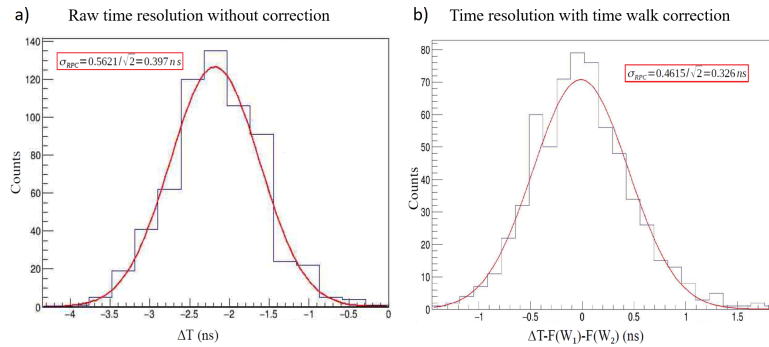 a) Raw time resolution without correction
σRPC=0.5621/√2=0.397 ns
Counts
140
120
100
80
60
40
20
0
−4 −3.5 −3 −2.5 −2 −1.5 −1 −0.5 0
ΔT (ns)
b) Time resolution with time walk correction
σRPC=0.4615/√2=0.326 ns
Counts
80
70
60
50
40
30
20
10
0
−1 −0.5 0 0.5 1 1.5
ΔT-F(W₁)-F(W₂) (ns)